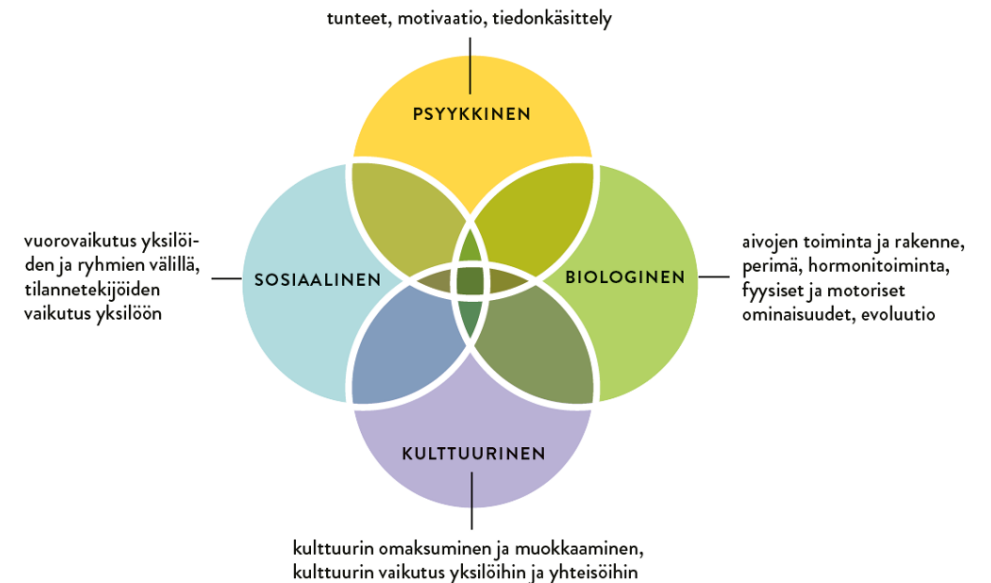 tunteet, motivaatio, tiedonkäsittely
PSYYKKINEN
vuorovaikutus yksilöi-
den ja ryhmien välillä,
tilannetekijöiden
vaikutus yksilöön
SOSIAALINEN
BIOLOGINEN
aivojen toiminta ja rakenne,
perimä, hormonitoiminta,
fyysiset ja motoriset
ominaisuudet, evoluutio
KULTTUURINEN
kulttuurin omaksuminen ja muokkaaminen,
kulttuurin vaikutus yksilöihin ja yhteisöihin